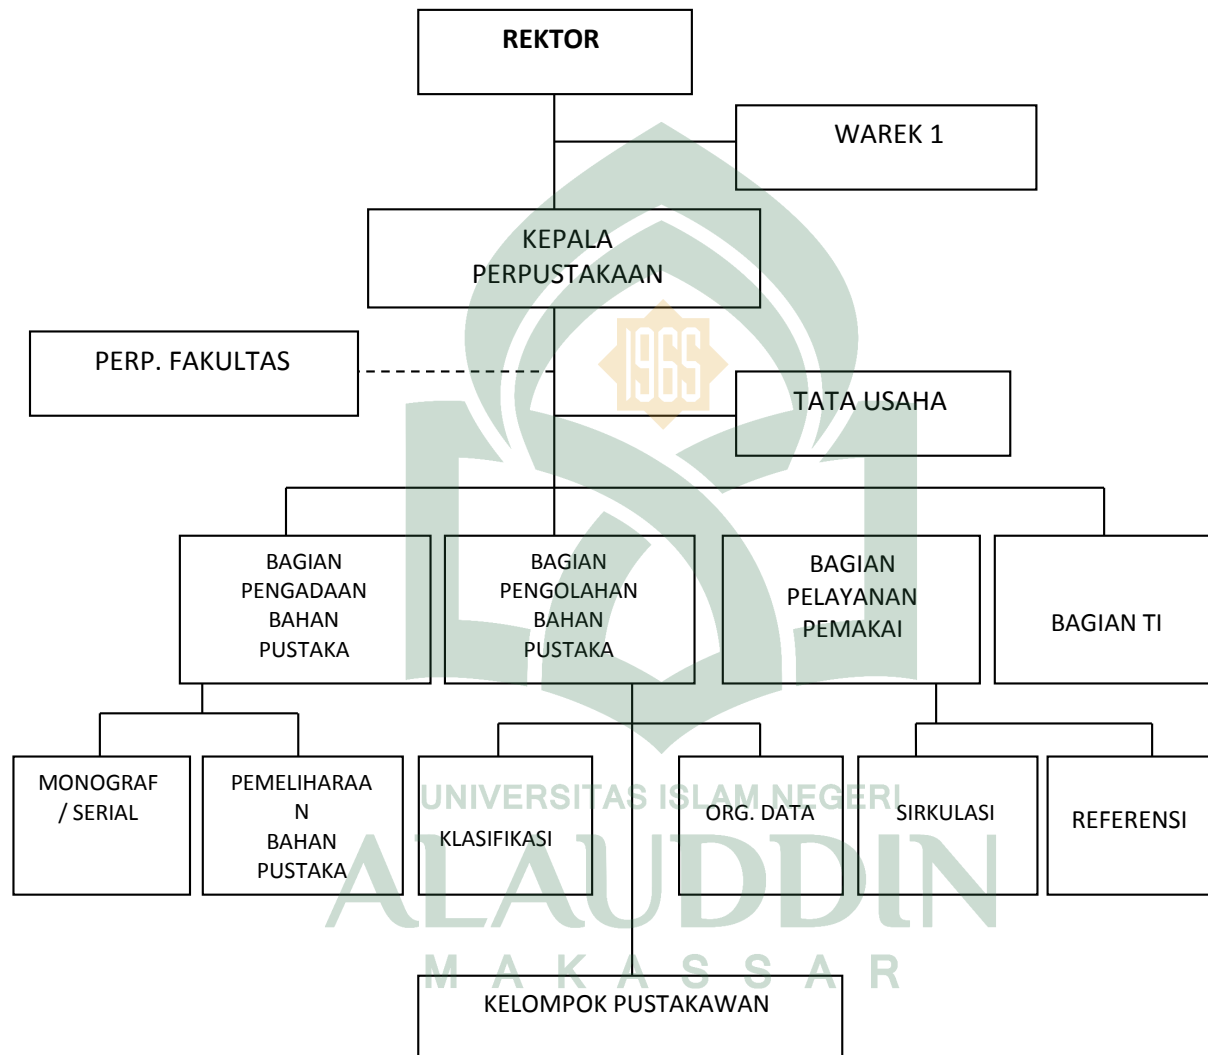 REKTOR
WAREK 1
KEPALA
PERPUSTAKAAN
PERP. FAKULTAS
1965
TATA USAHA
BAGIAN
PENGADAAN
BAHAN
PUSTAKA
BAGIAN
PENGOLAHAN
BAHAN
PUSTAKA
BAGIAN
PELAYANAN
PEMAKAI
BAGIAN TI
MONOGRAF
/ SERIAL
PEMELIHARAA
N
BAHAN
PUSTAKA
KLASIFIKASI
ORG. DATA
SIRKULASI
REFERENSI
UNIVERSITAS ISLAM NEGERI
ALAUDDIN
MAKASSAR
KELOMPOK PUSTAKAWAN